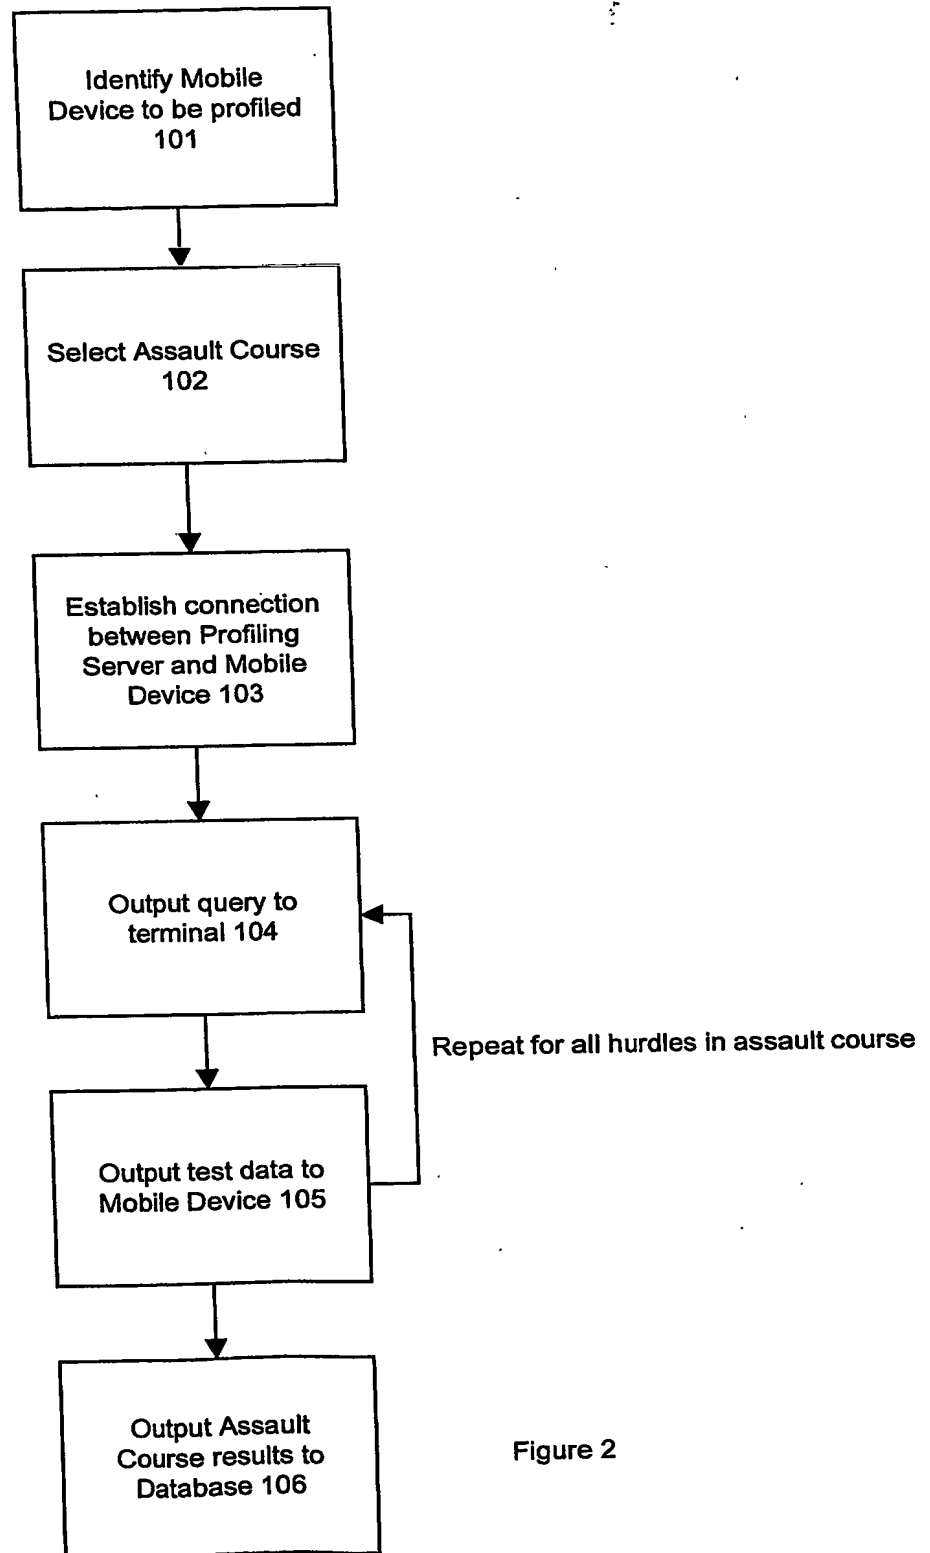 Identify Mobile
Device to be profiled
101
Select Assault Course
102
Establish connection
between Profiling
Server and Mobile
Device 103
Output query to
terminal 104
Repeat for all hurdles in assault course
Output test data to
Mobile Device 105
Output Assault
Course results to
Database 106
Figure 2